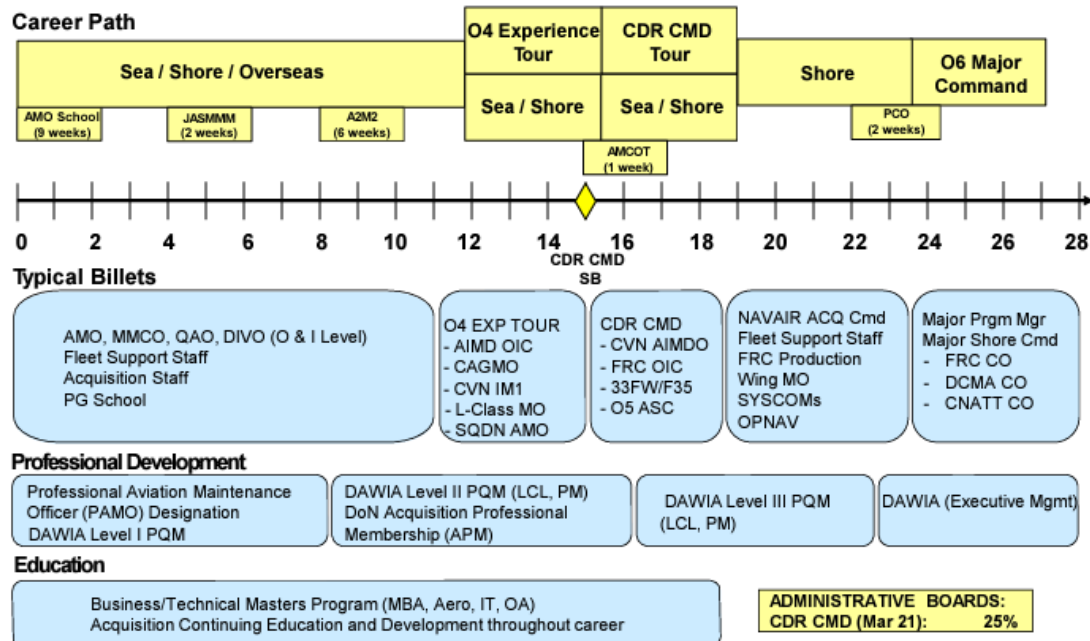 Career Path
Sea / Shore / Overseas
AMO School
(9 weeks)
JASMMM
(2 weeks)
A2M2
(6 weeks)
O4 Experience
Tour
Sea / Shore
CDR CMD
Tour
Sea / Shore
AMCOT
(1 week)
Shore
PCO
(2 weeks)
O6 Major
Command
0 2 4 6 8 10 12 14 16 18 20 22 24 26 28
CDR CMD
SB
Typical Billets
AMO, MMCO, QAO, DIVO (O & I Level)
Fleet Support Staff
Acquisition Staff
PG School
O4 EXP TOUR
- AIMD OIC
- CAGMO
- CVN IM1
- L-Class MO
- SQDN AMO
CDR CMD
- CVN AIMDO
- FRC OIC
- 33FW/F35
- O5 ASC
NAVAIR ACQ Cmd
Fleet Support Staff
FRC Production
Wing MO
SYSCOMs
OPNAV
Major Prgm Mgr
Major Shore Cmd
- FRC CO
- DCMA CO
- CNATT CO
Professional Development
Professional Aviation Maintenance
Officer (PAMO) Designation
DAWIA Level I PQM
DAWIA Level II PQM (LCL, PM)
DoN Acquisition Professional
Membership (APM)
DAWIA Level III PQM
(LCL, PM)
DAWIA (Executive Mgmt)
Education
Business/Technical Masters Program (MBA, Aero, IT, OA)
Acquisition Continuing Education and Development throughout career
ADMINISTRATIVE BOARDS:
CDR CMD (Mar 21): 25%